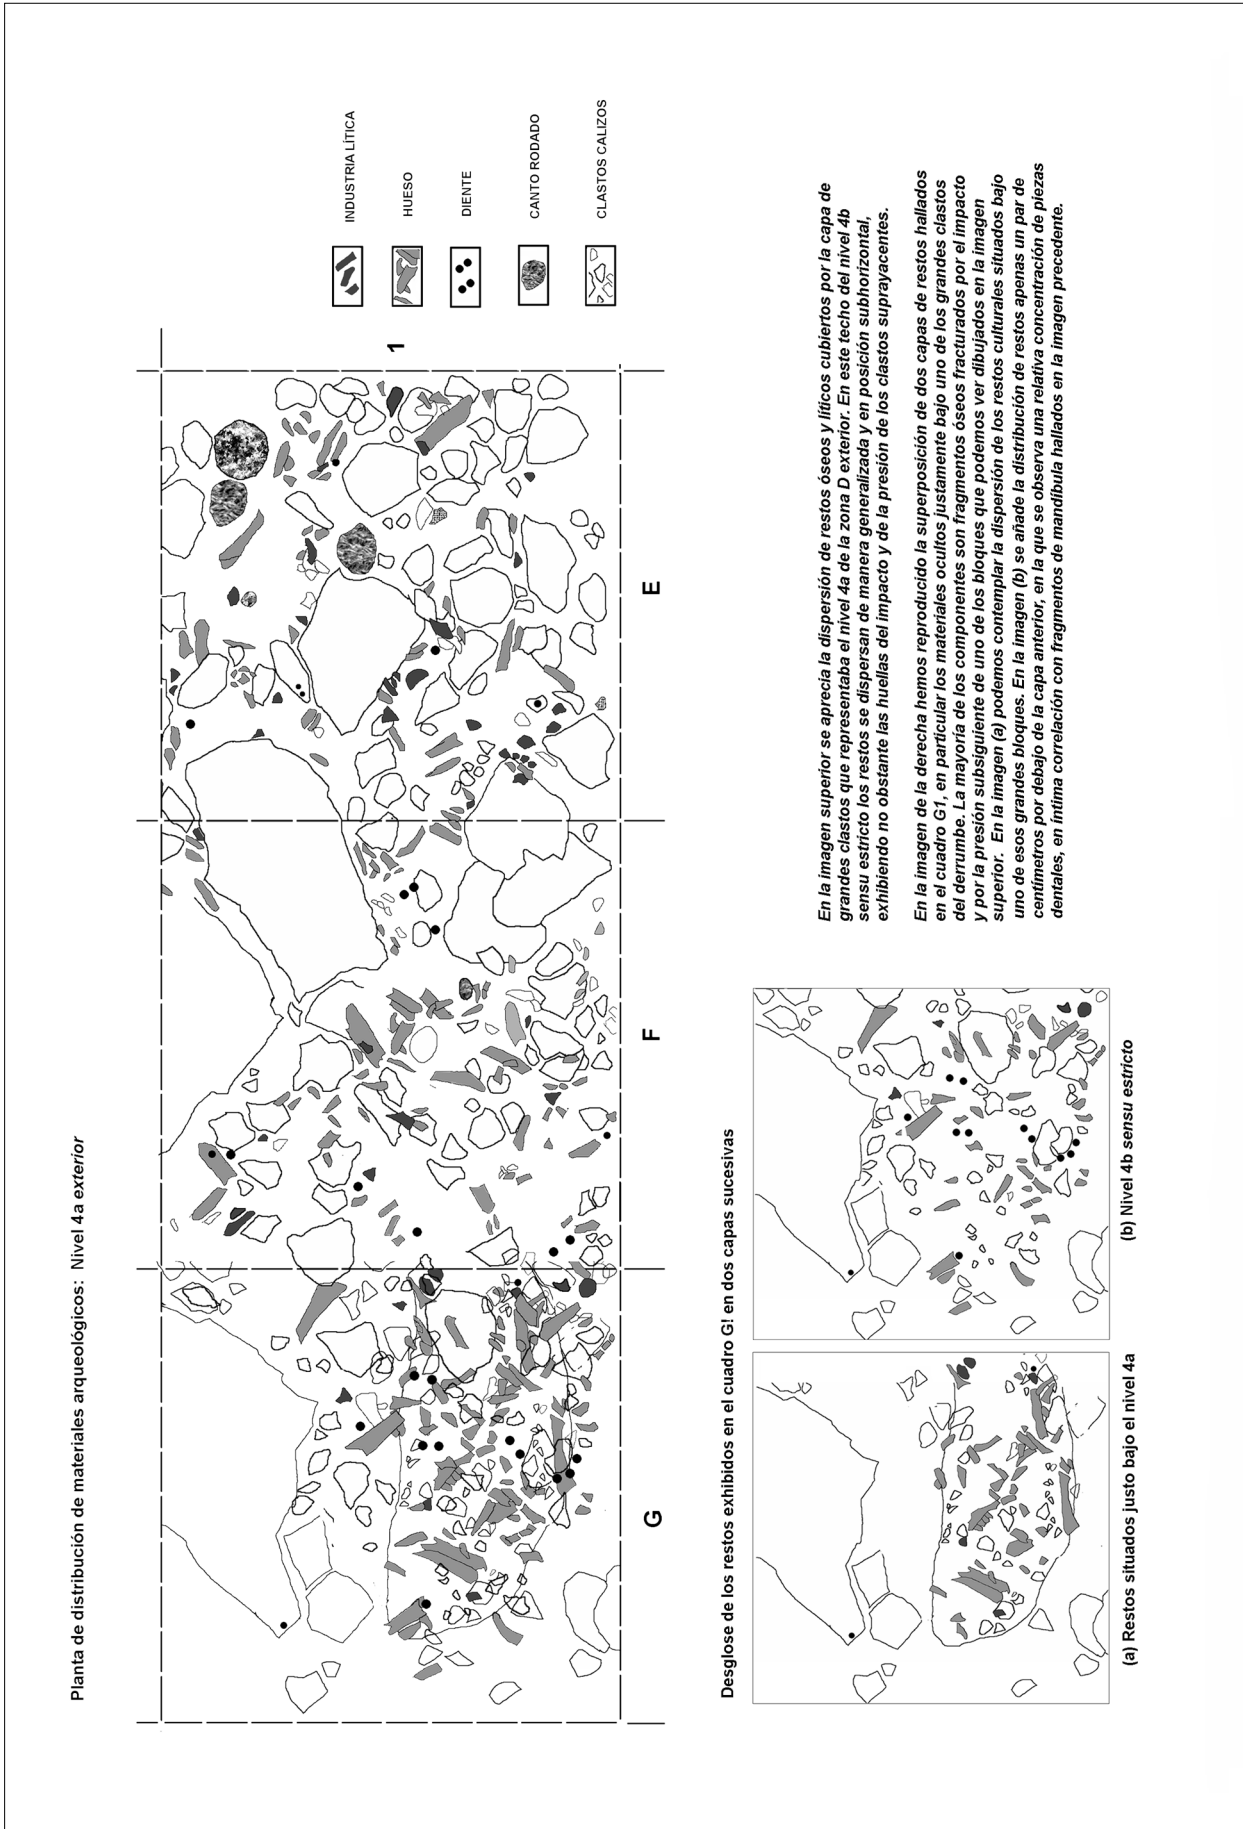 Planta de distribución de materiales arqueológicos: Nivel 4a exterior
G
F
E
1
INDUSTRIA LÍTICA
HUESO
DIENTE
CANTO RODADO
CLASTOS CALIZOS
Desglose de los restos exhibidos en el cuadro G! en dos capas sucesivas
(a) Restos situados justo bajo el nivel 4a
(b) Nivel 4b sensu estricto
En la imagen superior se aprecia la dispersión de restos óseos y líticos cubiertos por la capa de
grandes clastos que representaba el nivel 4a de la zona D exterior. En este techo del nivel 4b
sensu estricto los restos se dispersan de manera generalizada y en posición subhorizontal,
exhibiendo no obstante las huellas del impacto y de la presión de los clastos suprayacentes.
En la imagen de la derecha hemos reproducido la superposición de dos capas de restos hallados
en el cuadro G1, en particular los materiales ocultos justamente bajo uno de los grandes clastos
del derrumbe. La mayoría de los componentes son fragmentos óseos fracturados por el impacto
y por la presión subsiguiente de uno de los bloques que podemos ver dibujados en la imagen
superior. En la imagen (a) podemos contemplar la dispersión de los restos culturales situados bajo
uno de esos grandes bloques. En la imagen (b) se añade la distribución de restos apenas un par de
centímetros por debajo de la capa anterior, en la que se observa una relativa concentración de piezas
dentales, en íntima correlación con fragmentos de mandíbula hallados en la imagen precedente.